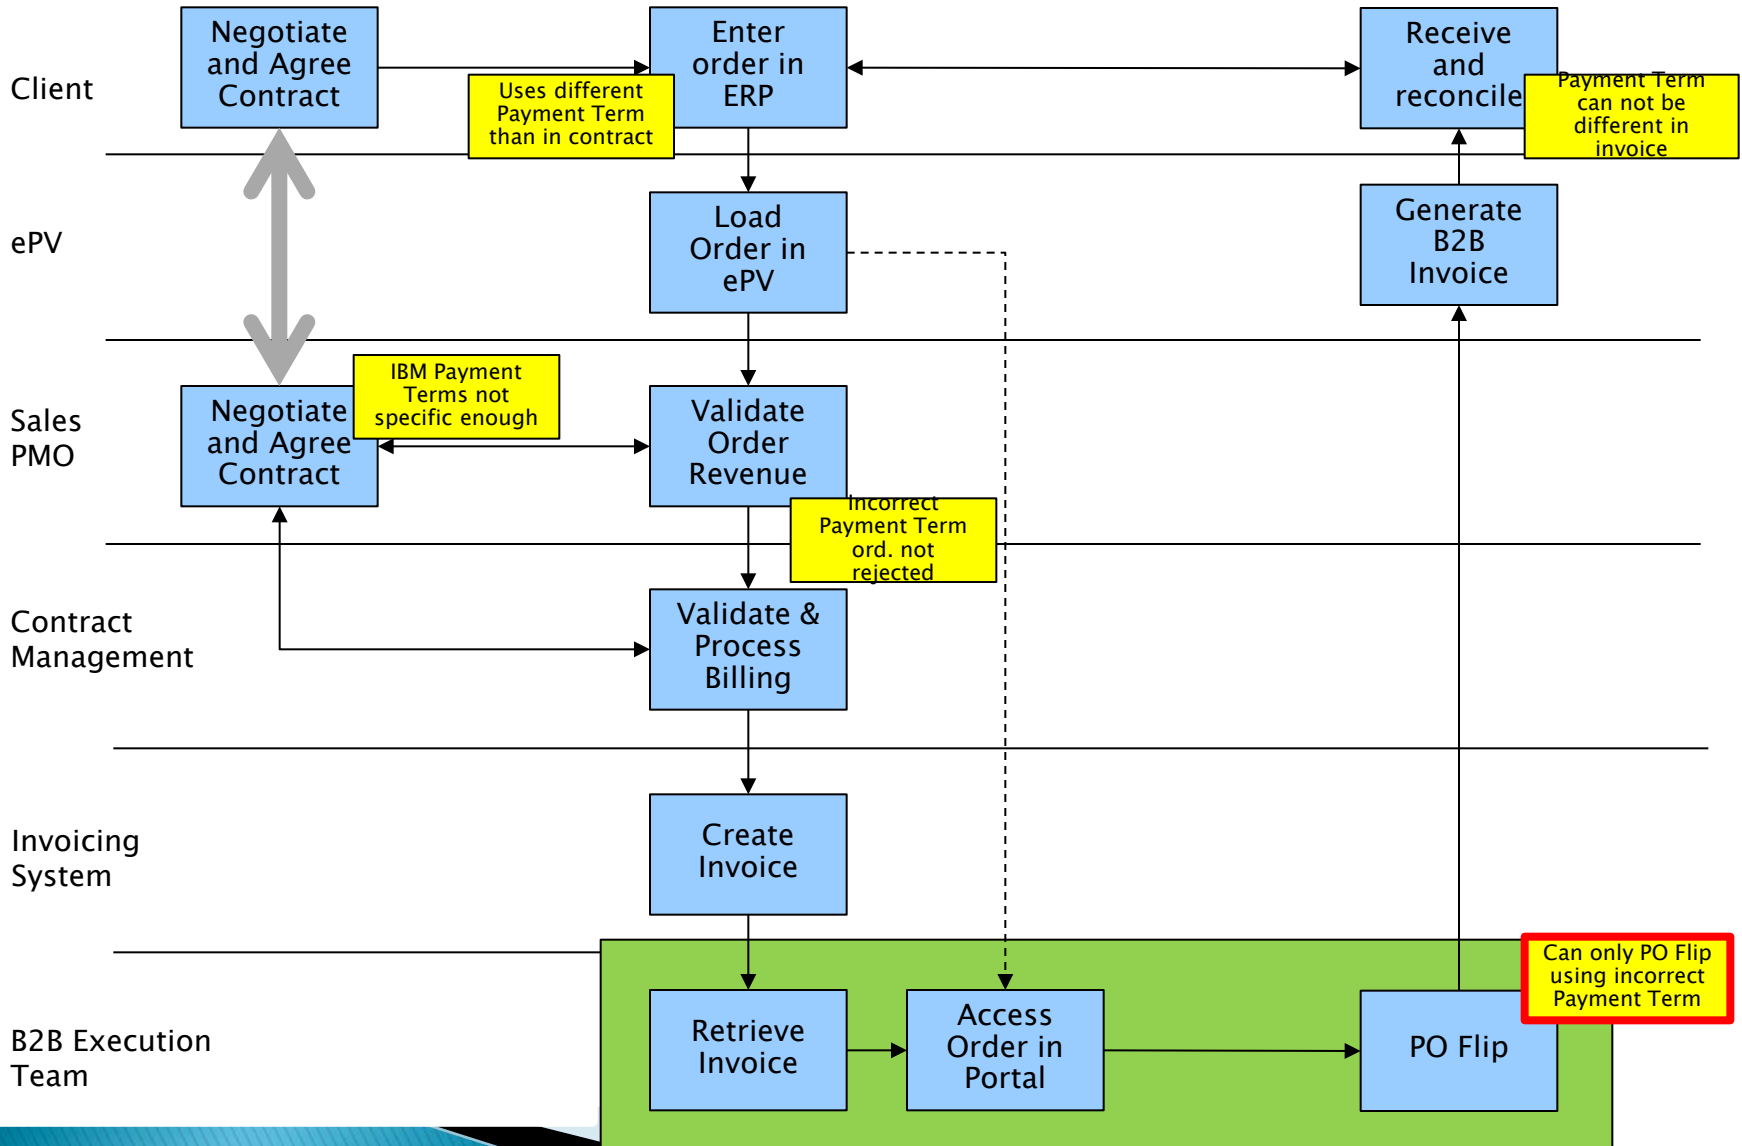 Client
Negotiate
and Agree
Contract
Uses different
Payment Term
than in contract
Enter
order in
ERP
Receive
and
reconcile
Payment Term
can not be
different in
invoice
ePV
Load
Order in
ePV
Generate
B2B
Invoice
Sales
PMO
Negotiate
and Agree
Contract
IBM Payment
Terms not
specific enough
Validate
Order
Revenue
Incorrect
Payment Term
ord. not
rejected
Contract
Management
Validate &
Process
Billing
Invoicing
System
Create
Invoice
B2B Execution
Team
Retrieve
Invoice
Access
Order in
Portal
PO Flip
Can only PO Flip
using incorrect
Payment Term